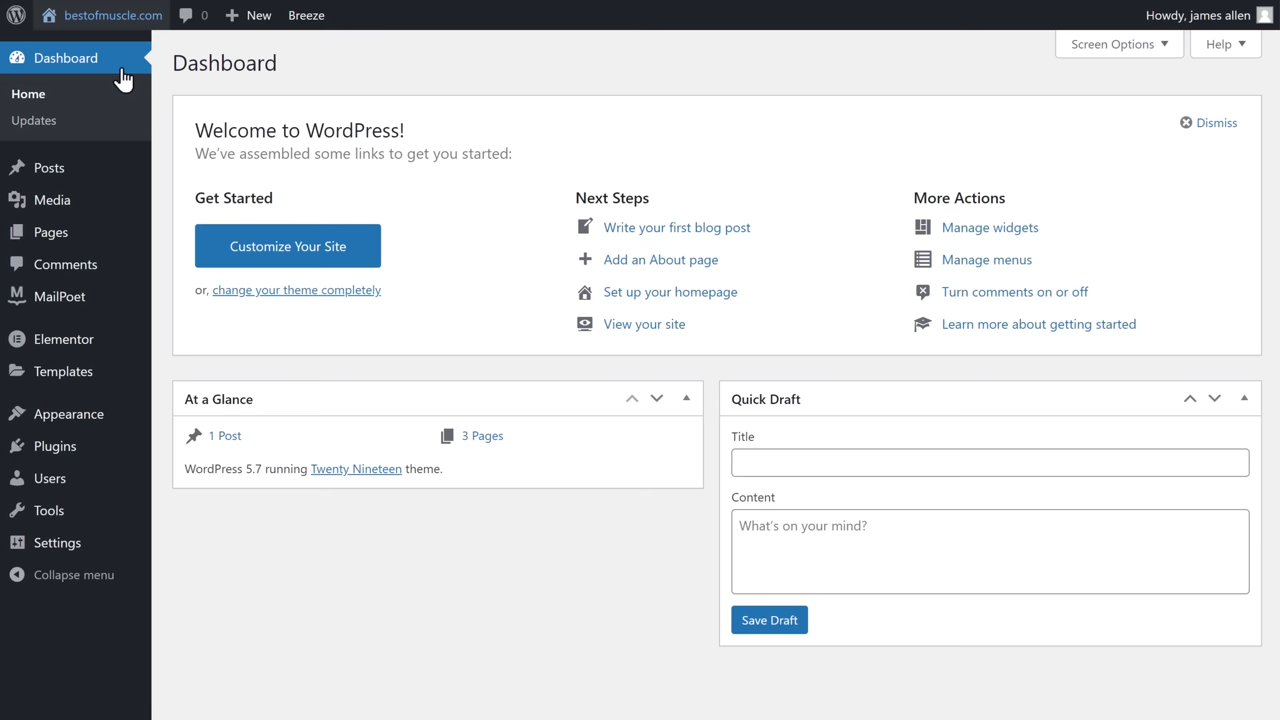 bestofmuscle.com 0 New Breeze Howdy, james allen
Dashboard
Home
Updates
Posts
Media
Pages
Comments
MailPoet
Elementor
Templates
Appearance
Plugins
Users
Tools
Settings
Collapse menu
Screen Options Help
Dashboard
Welcome to WordPress!
We've assembled some links to get you started:
Dismiss
Get Started
Customize Your Site
or, change your theme completely
Next Steps
Write your first blog post
Add an About page
Set up your homepage
View your site
More Actions
Manage widgets
Manage menus
Turn comments on or off
Learn more about getting started
At a Glance
1 Post 3 Pages
WordPress 5.7 running Twenty Nineteen theme.
Quick Draft
Title
Content
What's on your mind?
Save Draft